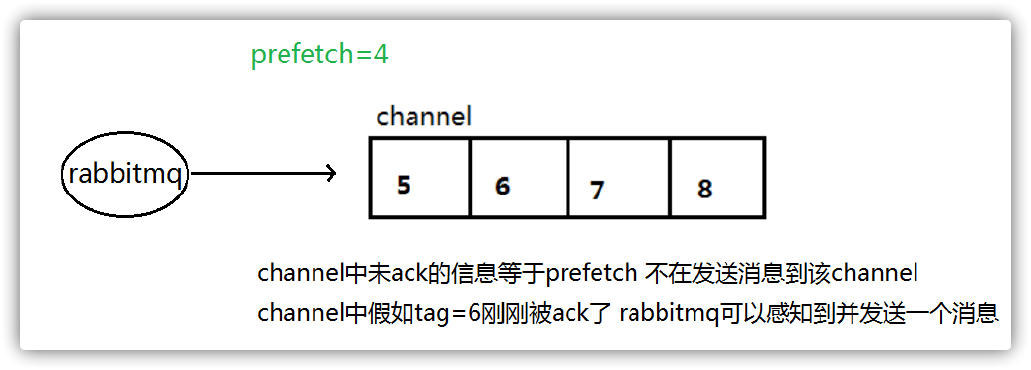 prefetch=4
channel
rabbitmq
5 6 7 8
channel中未ack的信息等于prefetch 不在发送消息到该channel
channel中假如tag=6刚刚被ack了 rabbitmq可以感知到并发送一个消息